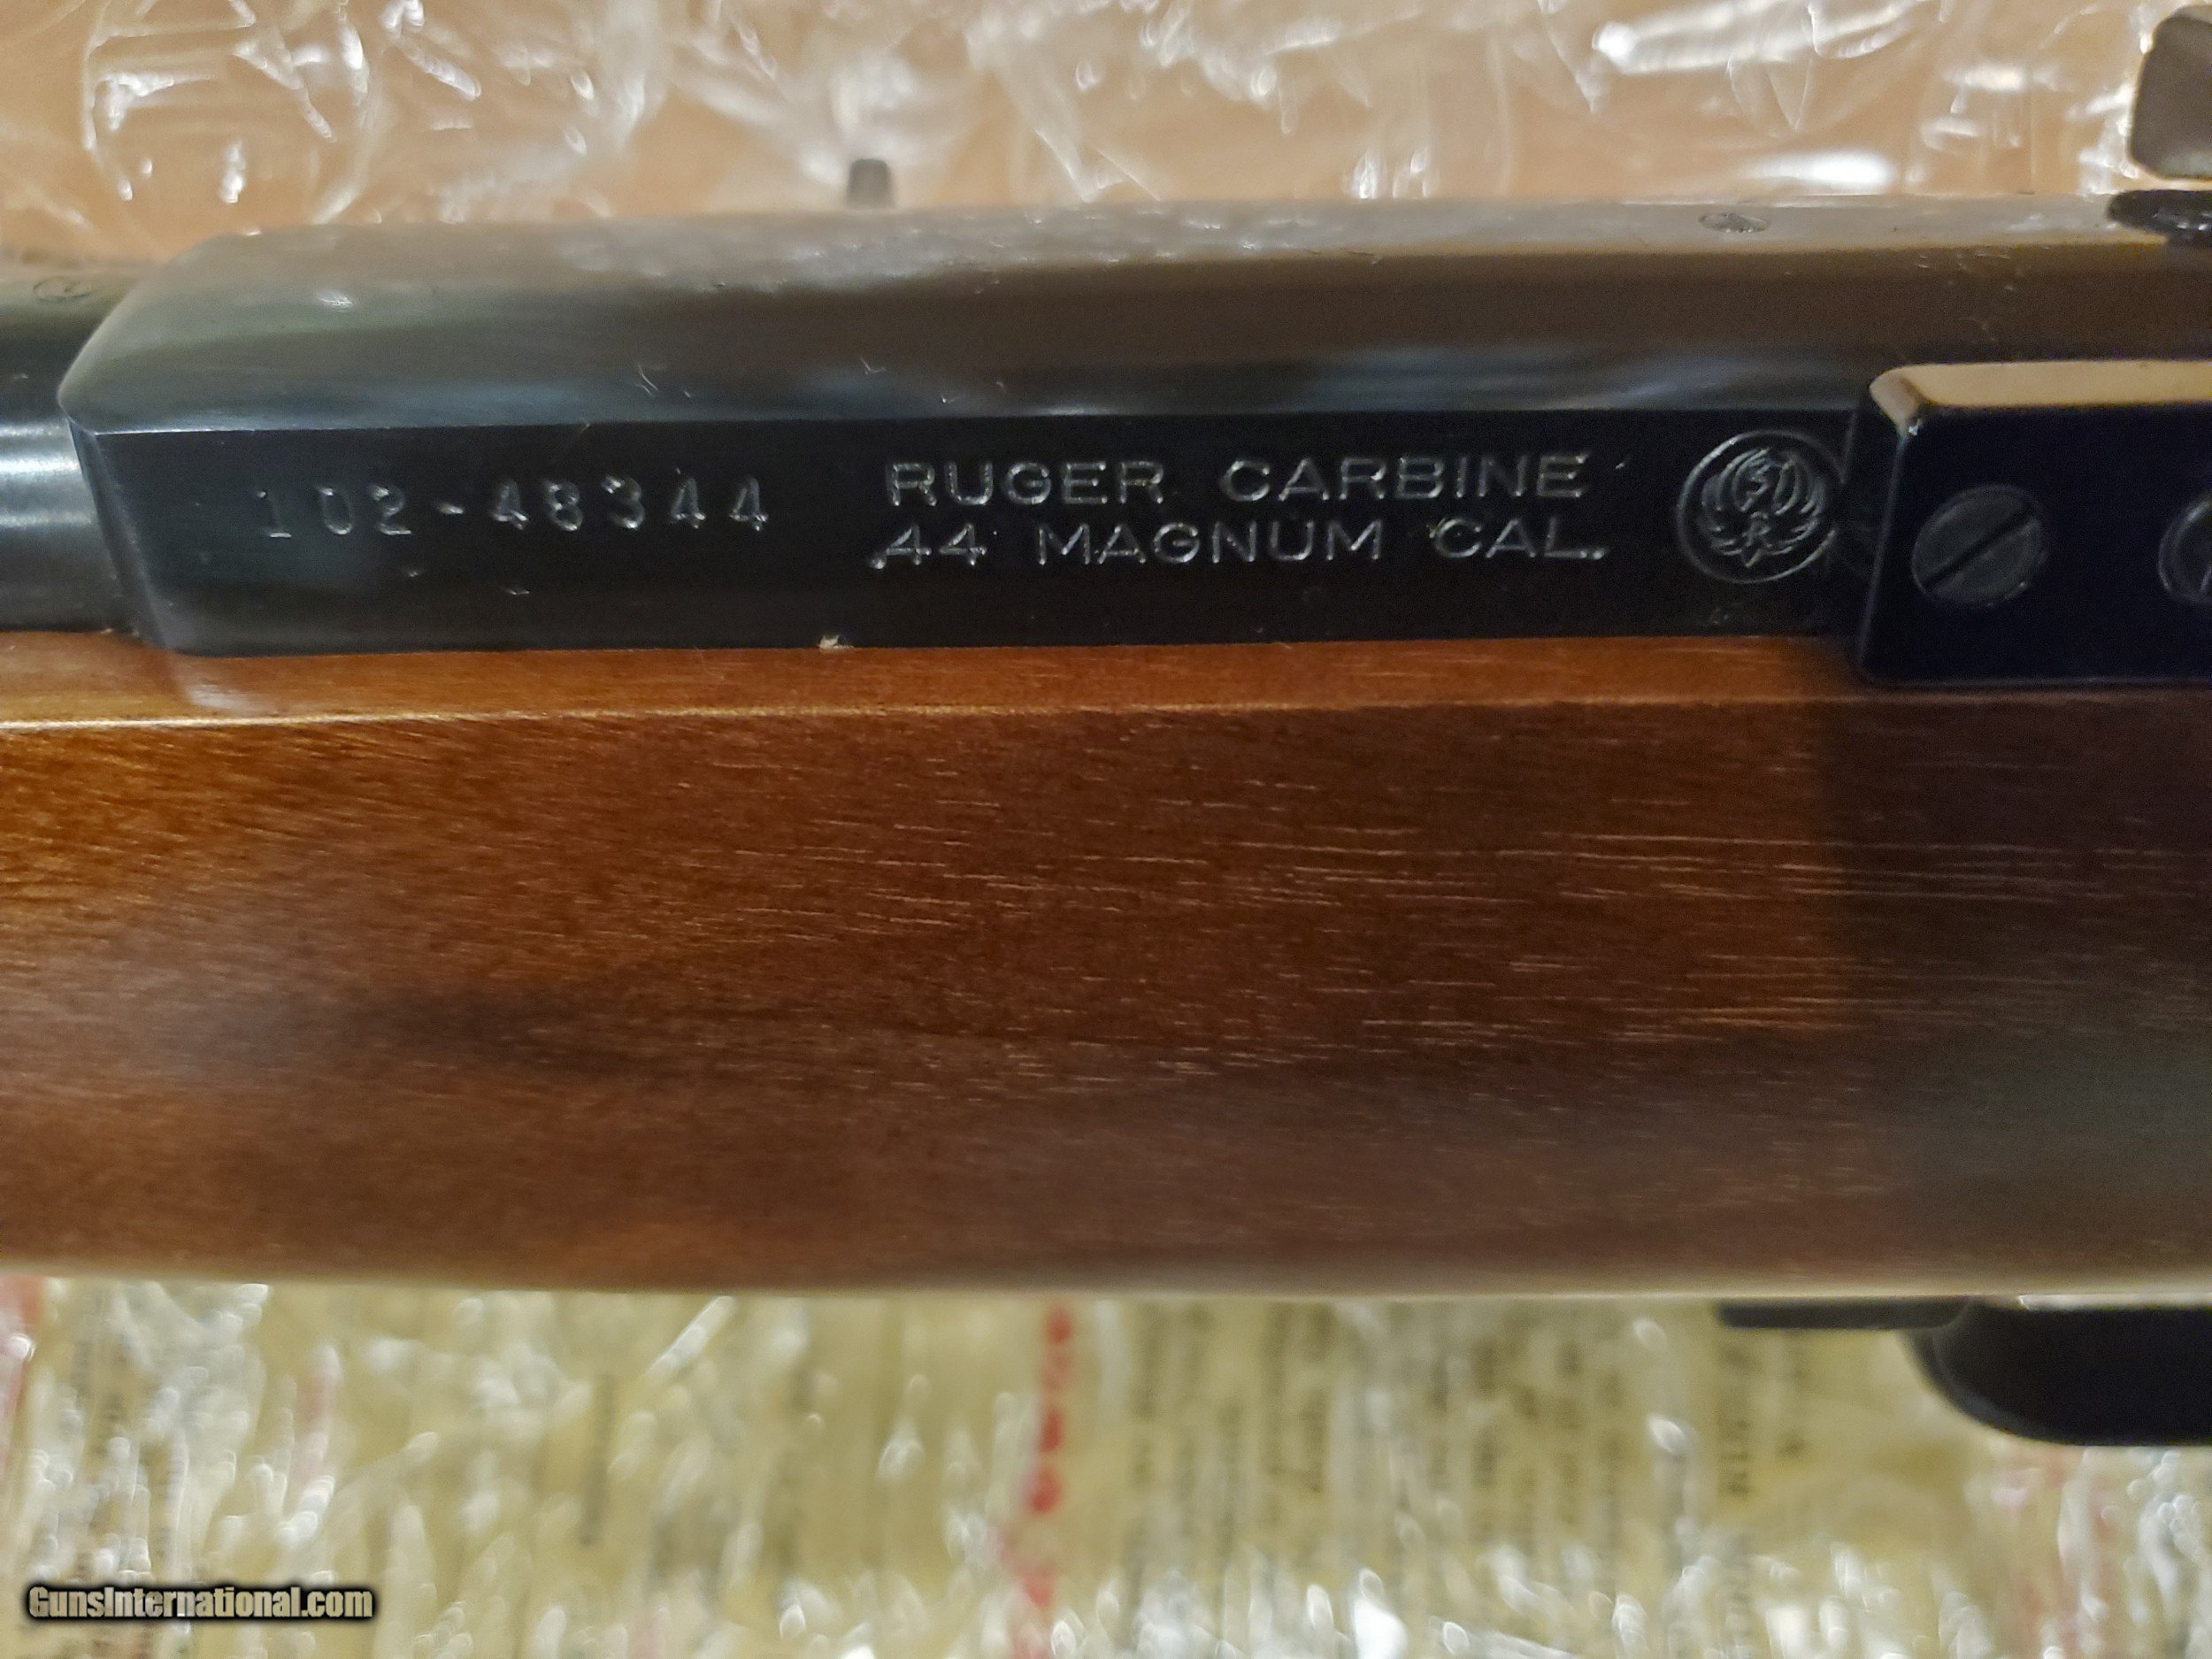 102-48344
RUGER CARBINE
.44 MAGNUM CAL.
R
GunsInternational.com